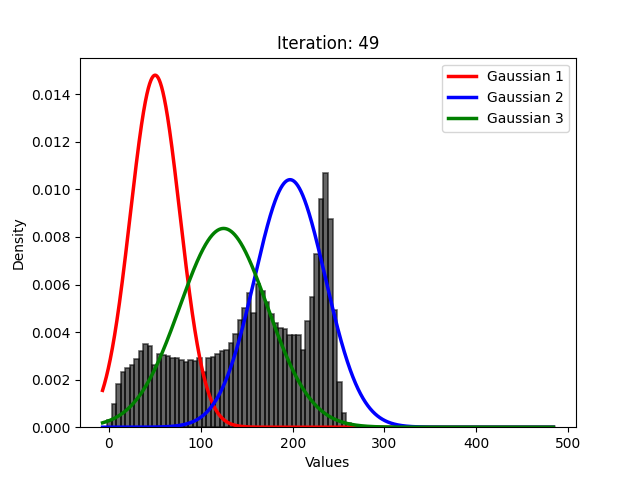 Iteration: 49
Gaussian 1
Gaussian 2
Gaussian 3
Density
0.014
0.012
0.010
0.008
0.006
0.004
0.002
0.000
0 100 200 300 400 500
Values